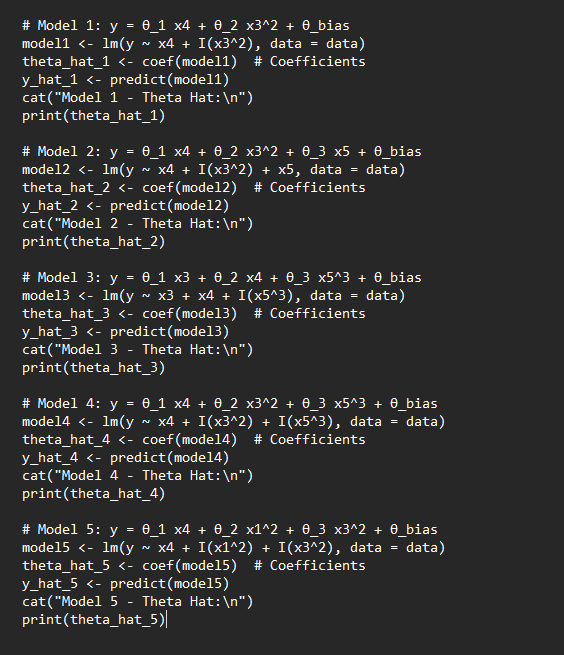 # Model 1: y = θ_1 x4 + θ_2 x3^2 + θ_bias
model1 <- lm(y ~ x4 + I(x3^2), data = data)
theta_hat_1 <- coef(model1)  # Coefficients
y_hat_1 <- predict(model1)
cat("Model 1 - Theta Hat:\n")
print(theta_hat_1)

# Model 2: y = θ_1 x4 + θ_2 x3^2 + θ_3 x5 + θ_bias
model2 <- lm(y ~ x4 + I(x3^2) + x5, data = data)
theta_hat_2 <- coef(model2)  # Coefficients
y_hat_2 <- predict(model2)
cat("Model 2 - Theta Hat:\n")
print(theta_hat_2)

# Model 3: y = θ_1 x3 + θ_2 x4 + θ_3 x5^3 + θ_bias
model3 <- lm(y ~ x3 + x4 + I(x5^3), data = data)
theta_hat_3 <- coef(model3)  # Coefficients
y_hat_3 <- predict(model3)
cat("Model 3 - Theta Hat:\n")
print(theta_hat_3)

# Model 4: y = θ_1 x4 + θ_2 x3^2 + θ_3 x5^3 + θ_bias
model4 <- lm(y ~ x4 + I(x3^2) + I(x5^3), data = data)
theta_hat_4 <- coef(model4)  # Coefficients
y_hat_4 <- predict(model4)
cat("Model 4 - Theta Hat:\n")
print(theta_hat_4)

# Model 5: y = θ_1 x4 + θ_2 x1^2 + θ_3 x3^2 + θ_bias
model5 <- lm(y ~ x4 + I(x1^2) + I(x3^2), data = data)
theta_hat_5 <- coef(model5)  # Coefficients
y_hat_5 <- predict(model5)
cat("Model 5 - Theta Hat:\n")
print(theta_hat_5)